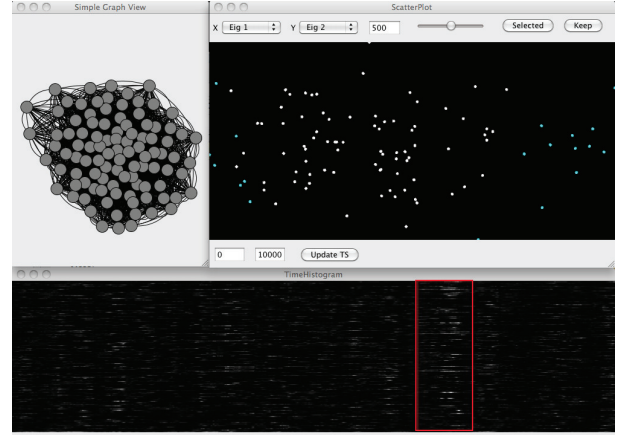 Simple Graph View
ScatterPlot
X Eig 1 Y Eig 2 500 Selected Keep
0 10000 Update TS
TimeHistogram